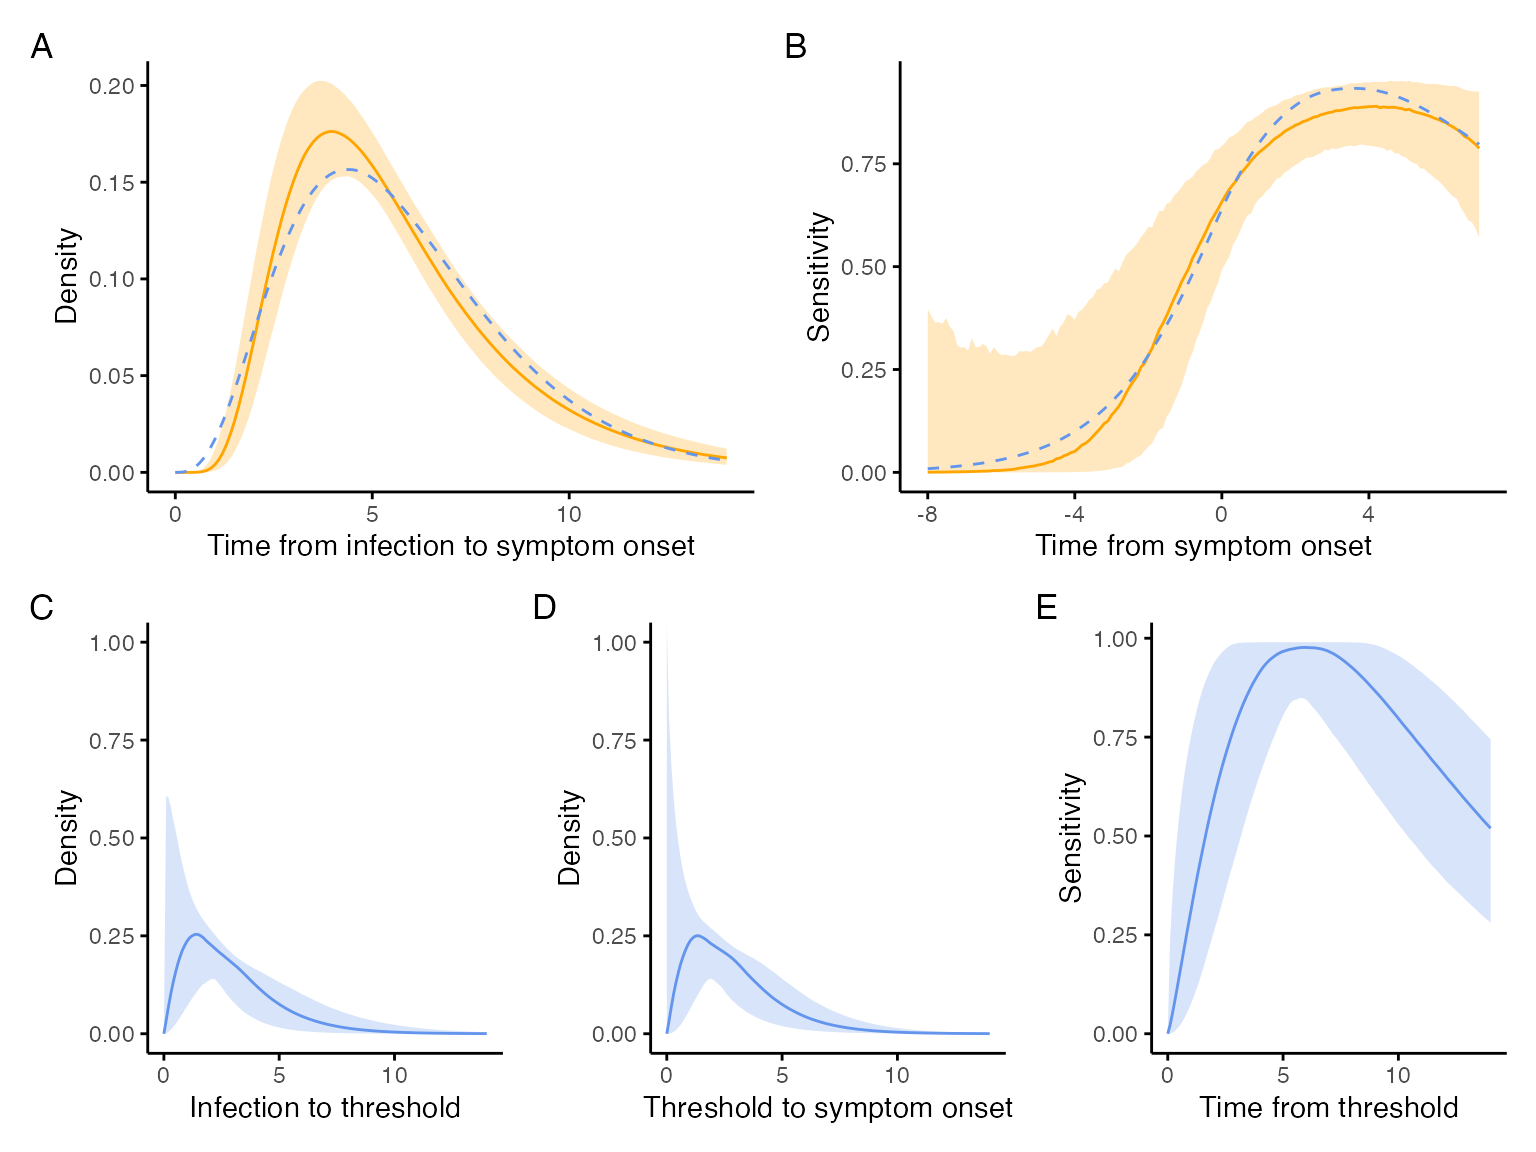 A
0.20
0.15
0.10
0.05
0.00
Density
0
5
10
Time from infection to symptom onset
B
0.75
0.50
0.25
0.00
Sensitivity
-8
-4
0
4
Time from symptom onset
C
1.00
0.75
0.50
0.25
0.00
Density
0
5
10
Infection to threshold
D
1.00
0.75
0.50
0.25
0.00
Density
0
5
10
Threshold to symptom onset
E
1.00
0.75
0.50
0.25
0.00
Sensitivity
0
5
10
Time from threshold